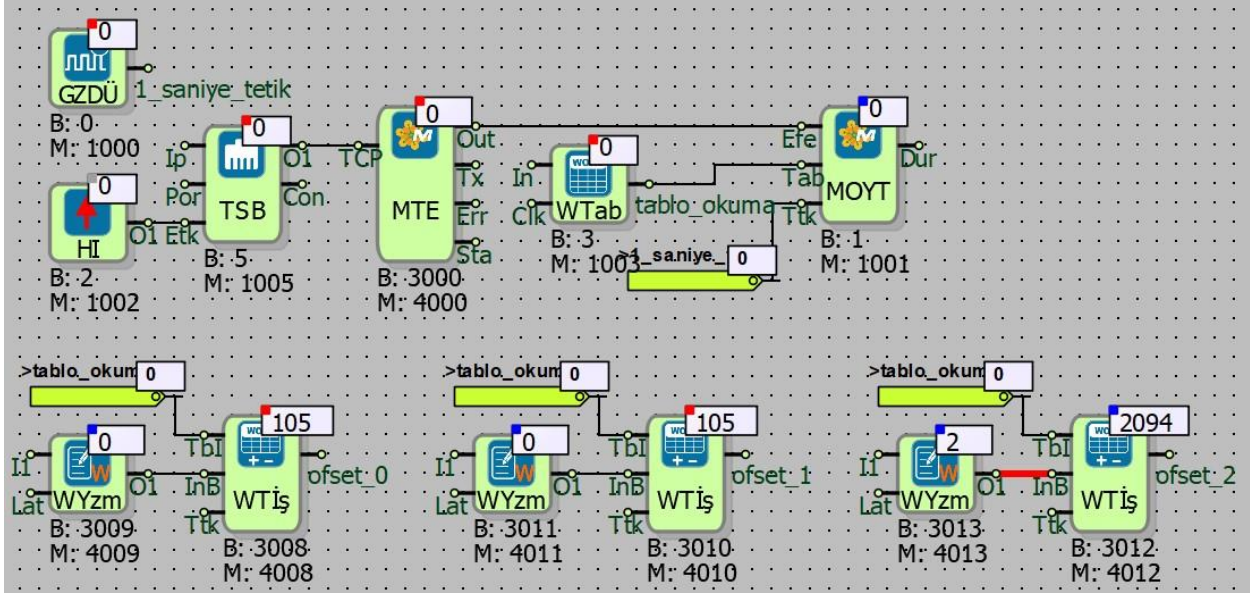 0
GZDÜ
1_saniye_tetik
B: 0
M: 1000
0
HI
O1
B: 2
M: 1002
0
Ip
Por
Etk
O1
Con
TSB
B: 5
M: 1005
0
TCP
Out
Tx
Err
Sta
MTE
B: 3000
M: 4000
0
In
Clk
WTab
tablo_okuma
B: 3
M: 1003
>1_saniye_
0
0
Efe
Tab
Ttk
Dur
MOYT
B: 1
M: 1001
>tablo_okum
0
0
I1
Lat
O1
WYzm
B: 3009
M: 4009
105
TbI
InB
Ttk
WTİş
ofset_0
B: 3008
M: 4008
>tablo_okum
0
0
I1
Lat
O1
WYzm
B: 3011
M: 4011
105
TbI
InB
Ttk
WTİş
ofset_1
B: 3010
M: 4010
>tablo_okum
0
2
I1
Lat
O1
WYzm
B: 3013
M: 4013
2094
TbI
InB
Ttk
WTİş
ofset_2
B: 3012
M: 4012